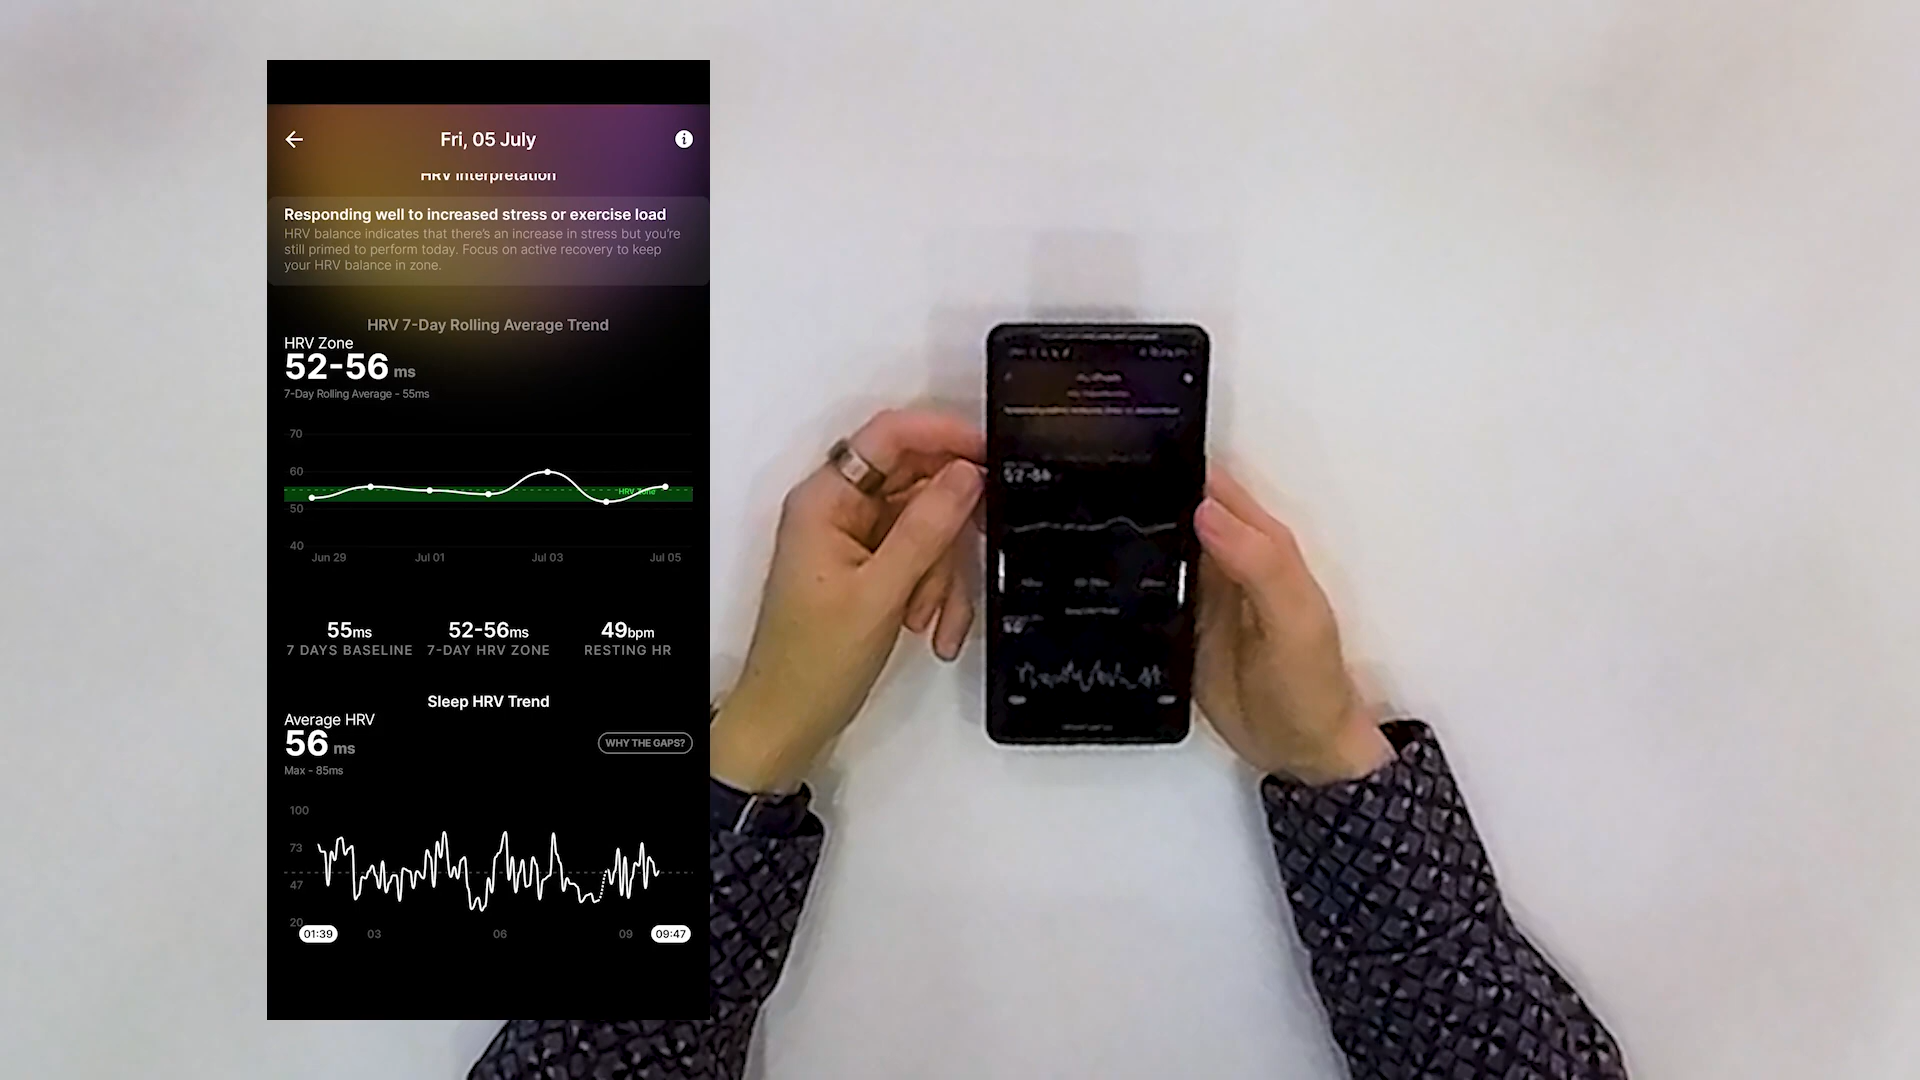 Fri, 05 July
HRV Interpretation
Responding well to increased stress or exercise load
HRV balance indicates that there's an increase in stress but you're
still primed to perform today. Focus on active recovery to keep
your HRV balance in zone.
HRV 7-Day Rolling Average Trend
HRV Zone
52-56 ms
7-Day Rolling Average - 55ms
70
60
HRV Zone
50
40
Jun 29 Jul 01 Jul 03 Jul 05
55ms 52-56ms 49bpm
7 DAYS BASELINE 7-DAY HRV ZONE RESTING HR
Sleep HRV Trend
Average HRV
56 ms
WHY THE GAPS?
Max - 85ms
100
73
47
20
01:39 03 06 09 09:47
52-56